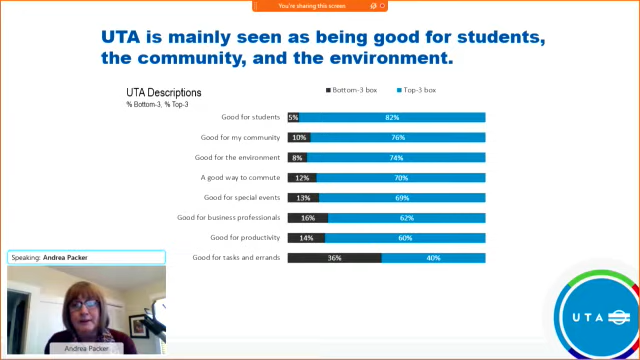 You're sharing this screen
UTA is mainly seen as being good for students,
the community, and the environment.
UTA Descriptions
% Bottom-3, % Top-3
Bottom-3 box Top-3 box
Good for students 5% 82%
Good for my community 10% 76%
Good for the environment 8% 74%
A good way to commute 12% 70%
Good for special events 13% 69%
Good for business professionals 16% 62%
Good for productivity 14% 60%
Good for tasks and errands 36% 40%
Speaking: Andrea Packer
Andrea Packer
UTA